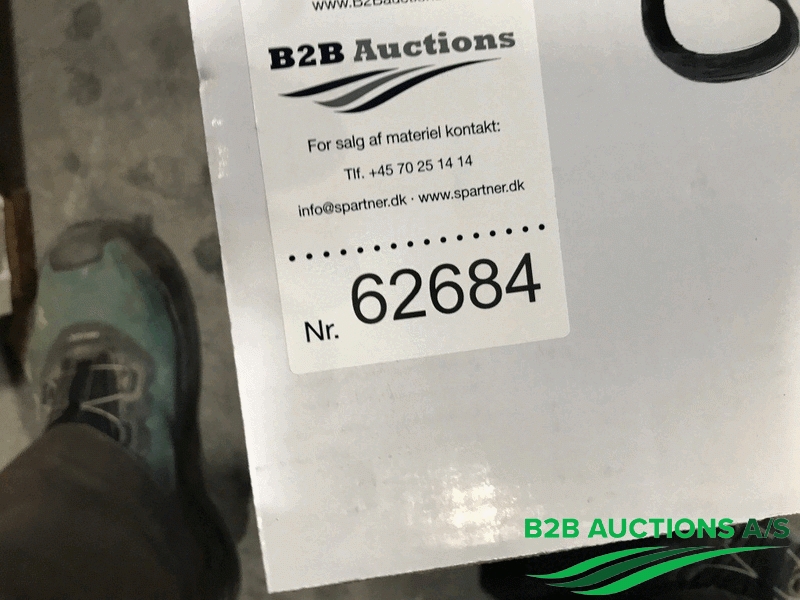 B2B Auctions
For salg af materiel kontakt:
Tlf. +45 70 25 14 14
info@spartner.dk · www.spartner.dk
Nr. 62684
B2B AUCTIONS A/S